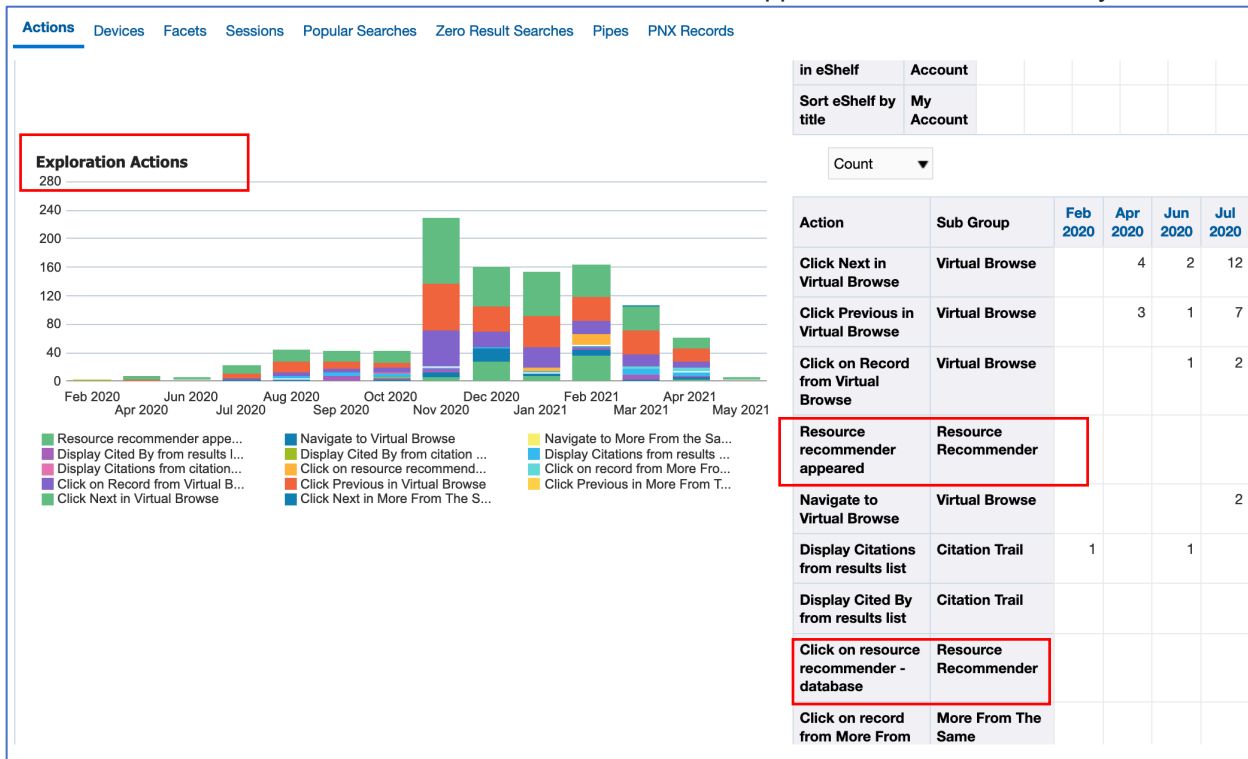 Actions Devices Facets Sessions Popular Searches Zero Result Searches Pipes PNX Records
in eShelf Account
Sort eShelf by title My Account
Exploration Actions
Count
280
240
200
160
120
80
40
0
Feb 2020 Apr 2020 Jun 2020 Jul 2020 Aug 2020 Sep 2020 Oct 2020 Nov 2020 Dec 2020 Jan 2021 Feb 2021 Mar 2021 Apr 2021 May 2021
Resource recommender appe... Navigate to Virtual Browse Navigate to More From the Sa...
Display Cited By from results l... Display Cited By from citation ... Display Citations from results ...
Display Citations from citation... Click on resource recommend... Click on record from More Fro...
Click on Record from Virtual B... Click Previous in Virtual Browse Click Previous in More From T...
Click Next in Virtual Browse Click Next in More From The S...
Action Sub Group Feb 2020 Apr 2020 Jun 2020 Jul 2020
Click Next in Virtual Browse Virtual Browse 4 2 12
Click Previous in Virtual Browse Virtual Browse 3 1 7
Click on Record from Virtual Browse Virtual Browse 1 2
Resource recommender appeared Resource Recommender
Navigate to Virtual Browse Virtual Browse 2
Display Citations from results list Citation Trail 1 1
Display Cited By from results list Citation Trail
Click on resource recommender - database Resource Recommender
Click on record from More From More From The Same